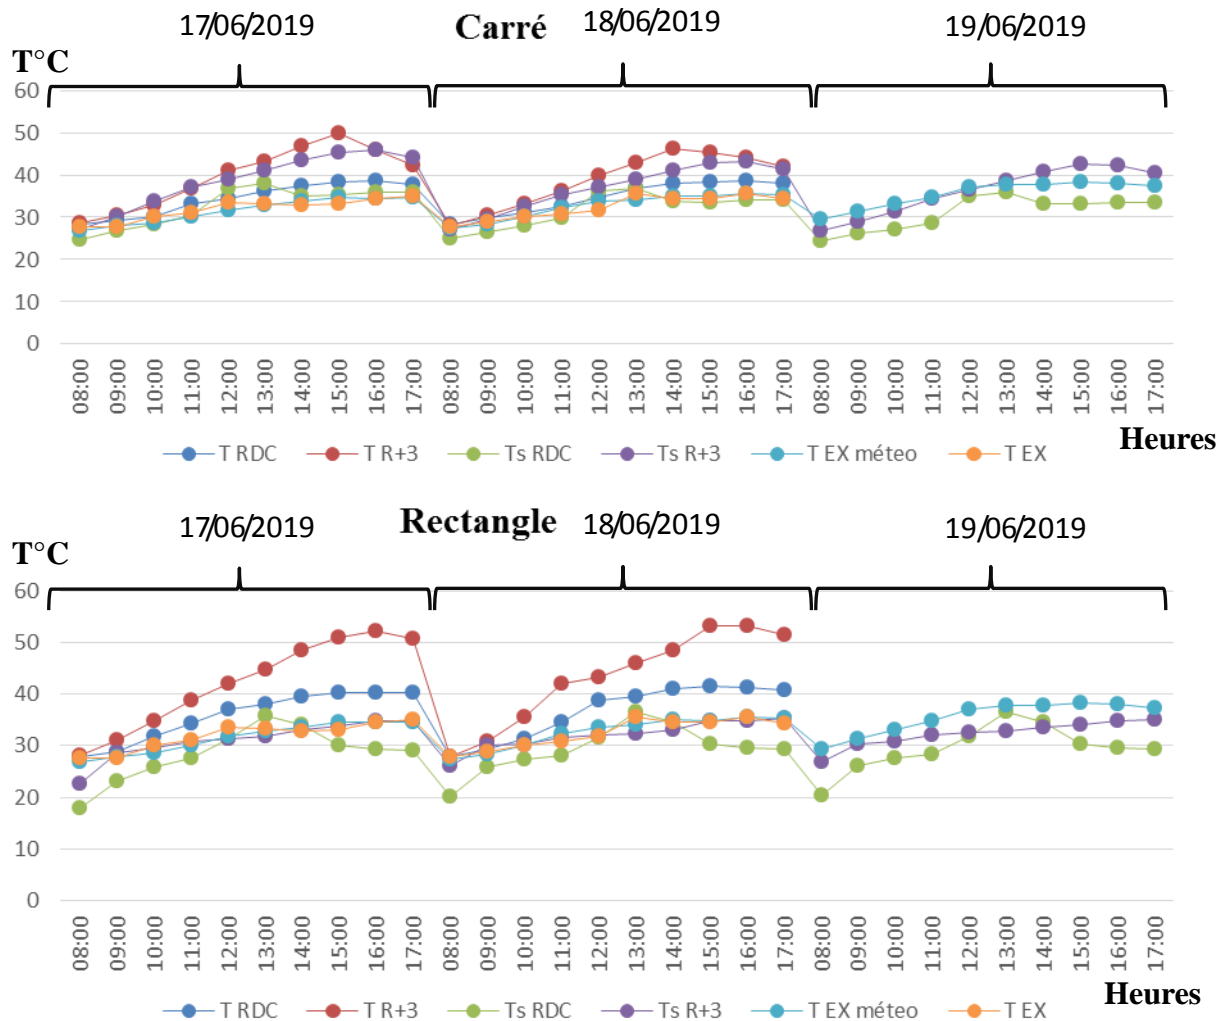 17/06/2019 Carré 18/06/2019 19/06/2019
T°C
60
50
40
30
20
10
0
08:00 09:00 10:00 11:00 12:00 13:00 14:00 15:00 16:00 17:00 08:00 09:00 10:00 11:00 12:00 13:00 14:00 15:00 16:00 17:00 08:00 09:00 10:00 11:00 12:00 13:00 14:00 15:00 16:00 17:00
Heures
T RDC T R+3 Ts RDC Ts R+3 T EX méteo T EX
17/06/2019 Rectangle 18/06/2019 19/06/2019
T°C
60
50
40
30
20
10
0
08:00 09:00 10:00 11:00 12:00 13:00 14:00 15:00 16:00 17:00 08:00 09:00 10:00 11:00 12:00 13:00 14:00 15:00 16:00 17:00 08:00 09:00 10:00 11:00 12:00 13:00 14:00 15:00 16:00 17:00
Heures
T RDC T R+3 Ts RDC Ts R+3 T EX méteo T EX